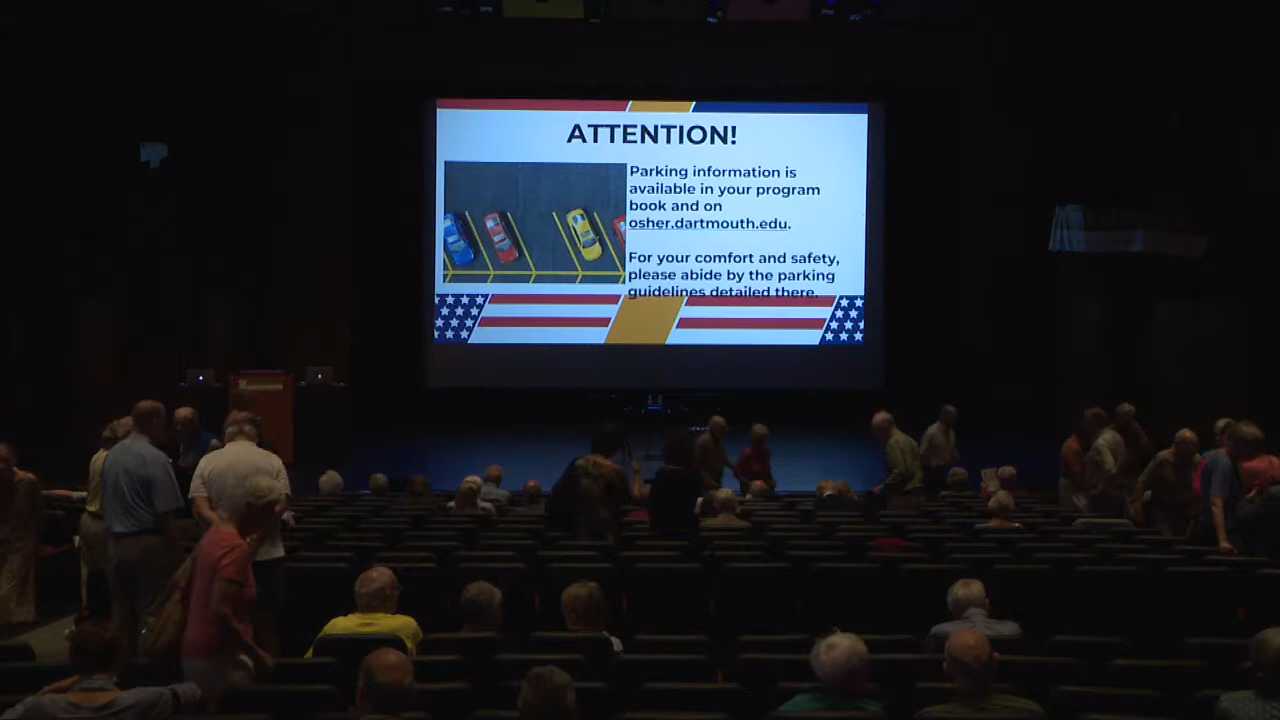 ATTENTION!
Parking information is
available in your program
book and on
osher.dartmouth.edu.
For your comfort and safety,
please abide by the parking
guidelines detailed there.